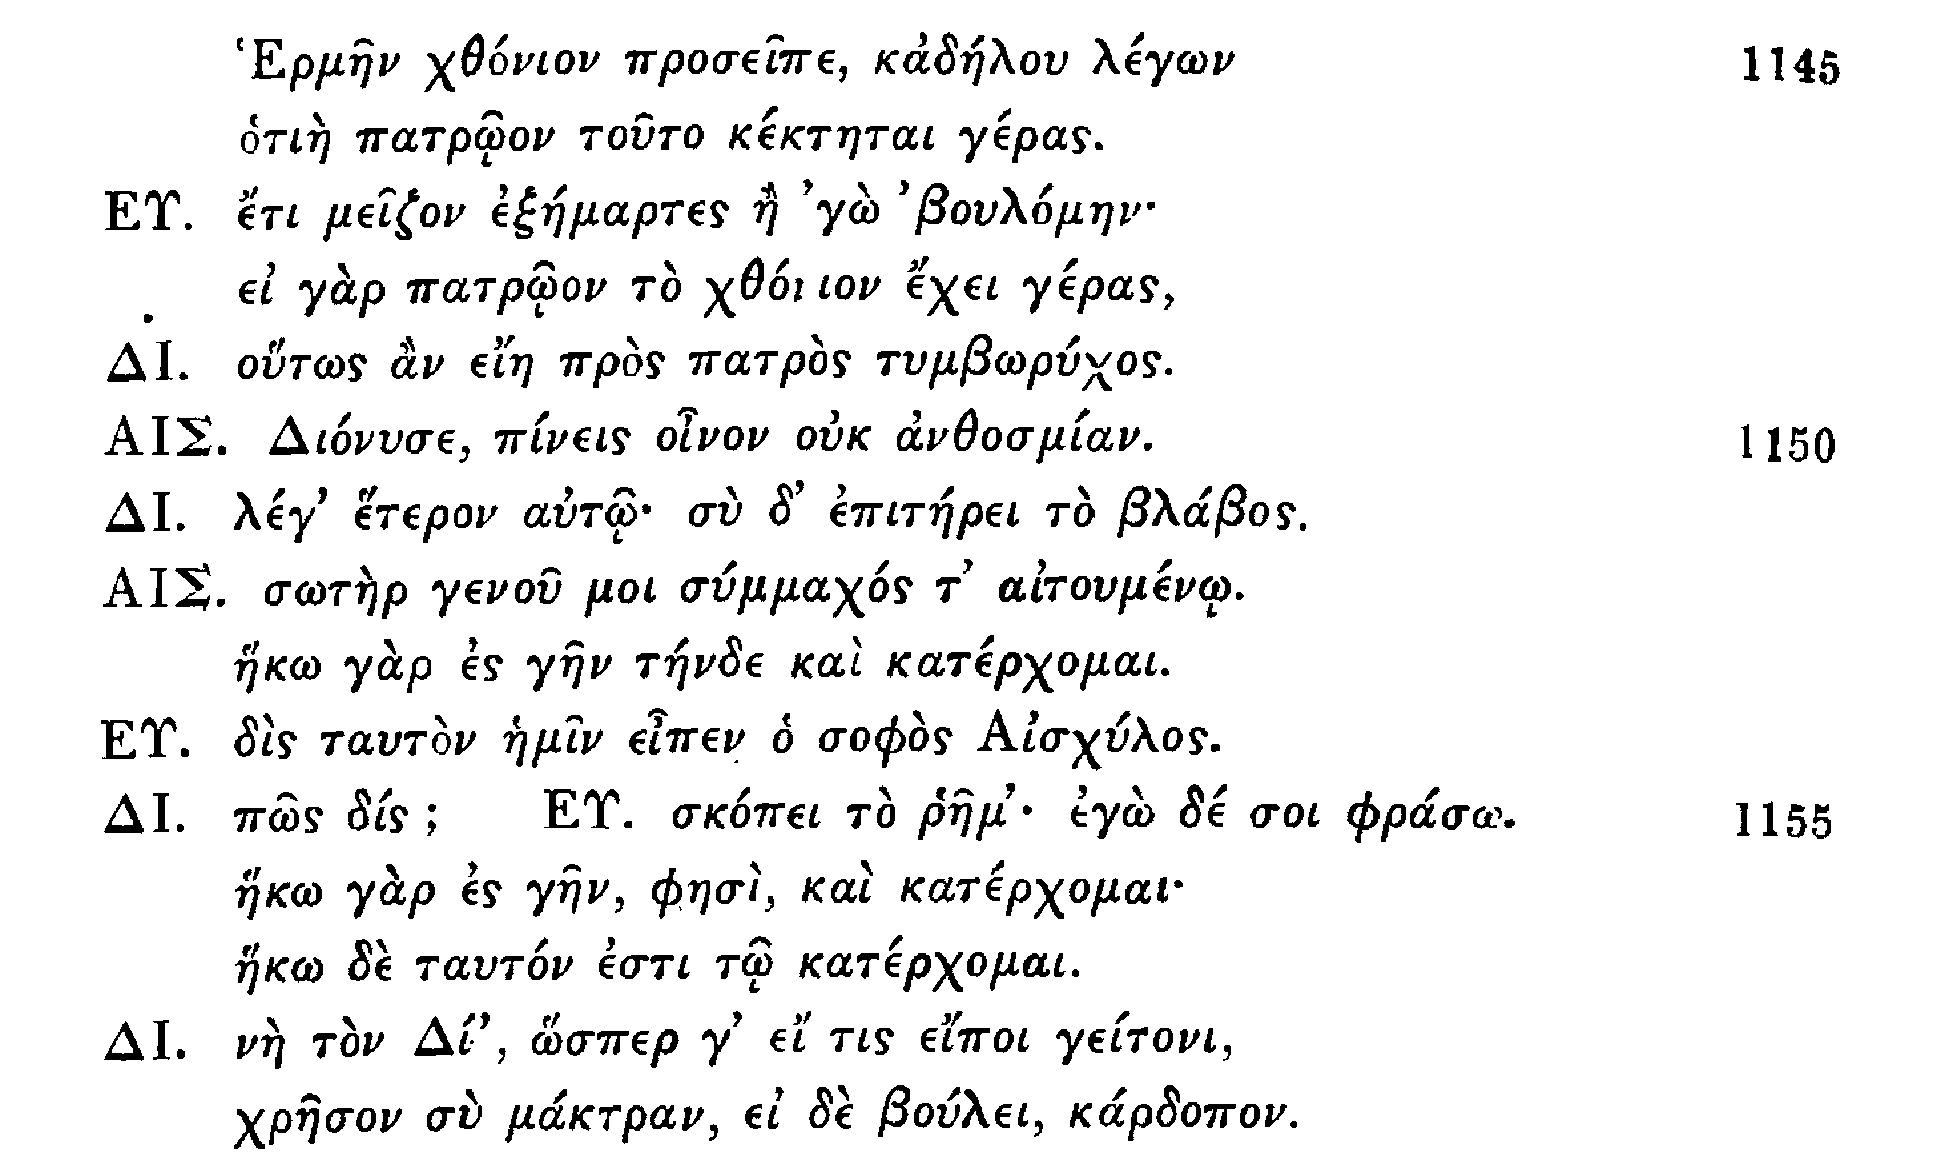 Ἑρμῆν χθόνιον προσεῖπε, κἀδήλου λέγων 1145
ὁτιὴ πατρῷον τοῦτο κέκτηται γέρας.
ΕΥ. ἔτι μεῖζον ἐξήμαρτες ἢ ’γὼ ’βουλόμην·
εἰ γὰρ πατρῷον τὸ χθόνιον ἔχει γέρας,
ΔΙ. οὕτως ἂν εἴη πρὸς πατρὸς τυμβωρύχος.
ΑΙΣ. Διόνυσε, πίνεις οἶνον οὐκ ἀνθοσμίαν. 1150
ΔΙ. λέγ’ ἕτερον αὐτῷ· σὺ δ’ ἐπιτήρει τὸ βλάβος.
ΑΙΣ. σωτὴρ γενοῦ μοι σύμμαχός τ’ αἰτουμένῳ.
ἥκω γὰρ ἐς γῆν τήνδε καὶ κατέρχομαι.
ΕΥ. δὶς ταυτὸν ἡμῖν εἶπεν ὁ σοφὸς Αἰσχύλος.
ΔΙ. πῶς δίς; ΕΥ. σκόπει τὸ ῥῆμ’· ἐγὼ δέ σοι φράσω. 1155
ἥκω γὰρ ἐς γῆν, φησὶ, καὶ κατέρχομαι·
ἥκω δὲ ταυτόν ἐστι τῷ κατέρχομαι.
ΔΙ. νὴ τὸν Δί’, ὥσπερ γ’ εἴ τις εἴποι γείτονι,
χρῆσον σὺ μάκτραν, εἰ δὲ βούλει, κάρδοπον.